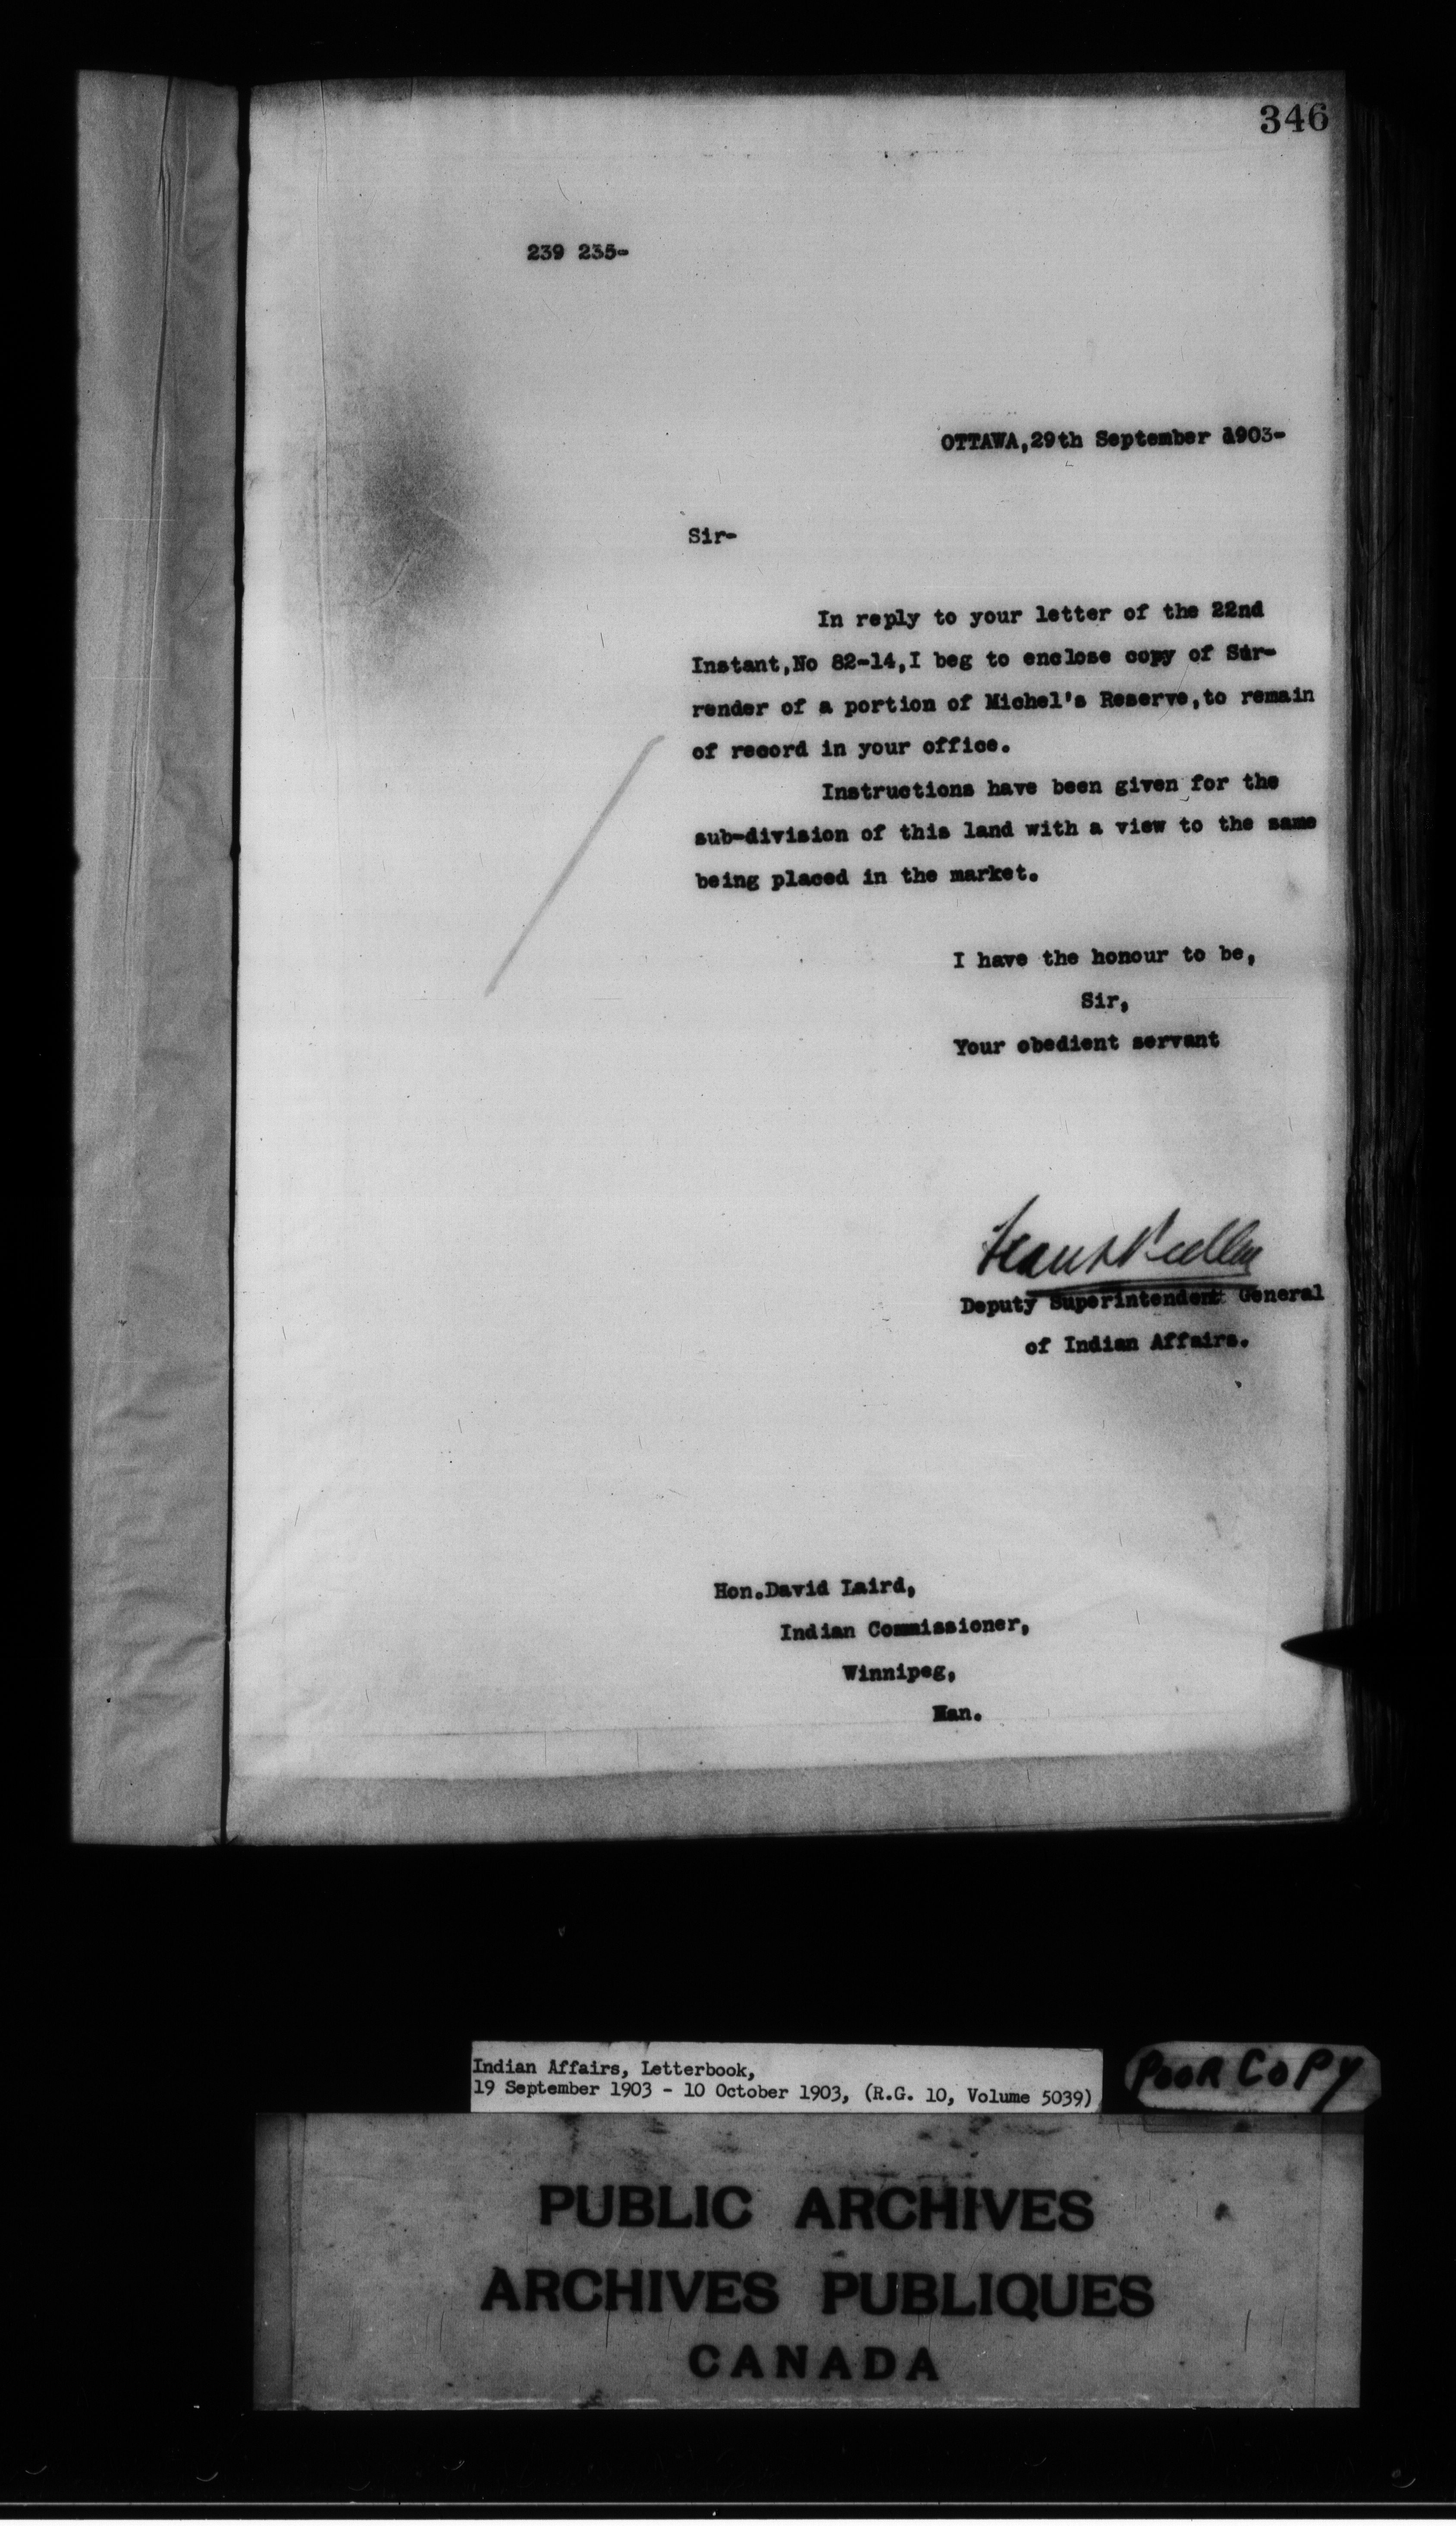 346
239 235-
OTTAWA,29th September 1903-
Sir-
In reply to your letter of the 22nd
Instant,No 82-14,I beg to enclose copy of Sur-
render of a portion of Michel's Reserve,to remain
of record in your office.
Instructions have been given for the
sub-division of this land with a view to the same
being placed in the market.
I have the honour to be,
Sir,
Your obedient servant
Frank Pedley
Deputy Superintendent General
of Indian Affairs.
Hon.David Laird,
Indian Commissioner,
Winnipeg,
Man.
Indian Affairs, Letterbook,
19 September 1903 - 10 October 1903, (R.G. 10, Volume 5039)
POOR COPY
PUBLIC ARCHIVES
ARCHIVES PUBLIQUES
CANADA